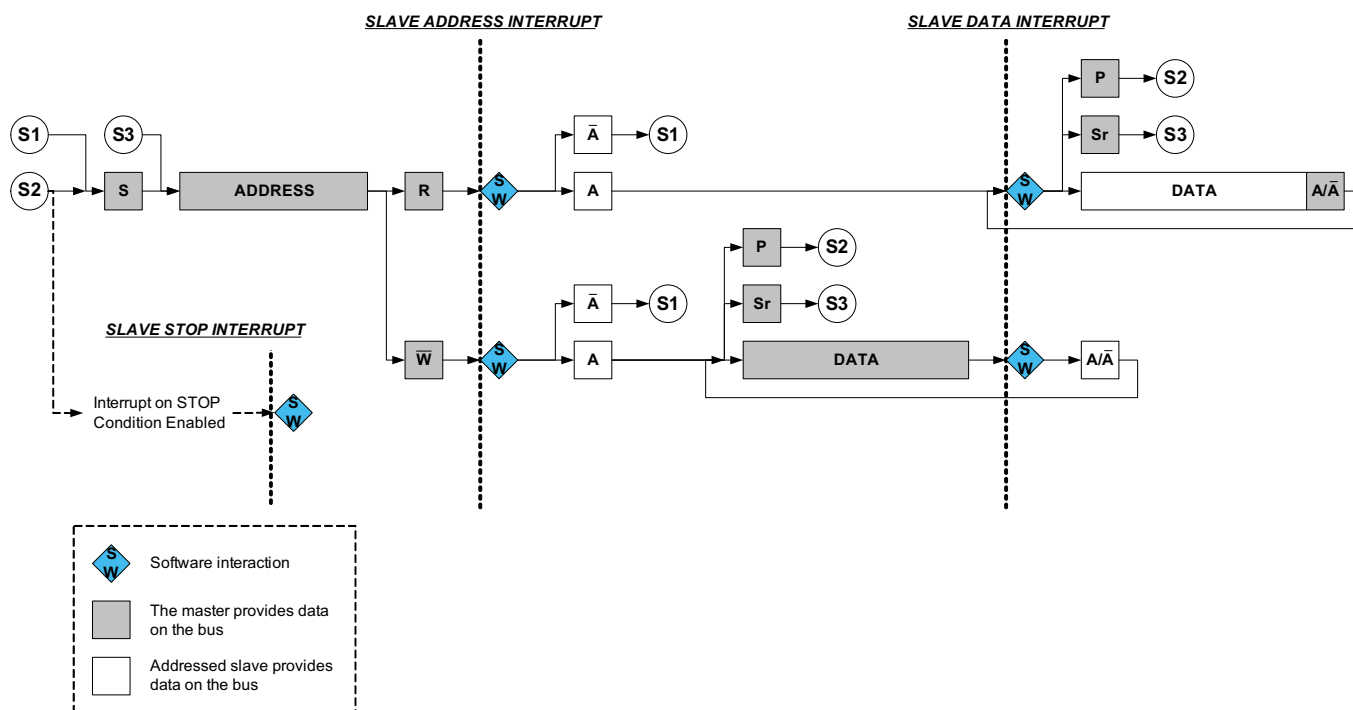 SLAVE ADDRESS INTERRUPT
SLAVE DATA INTERRUPT
P
S2
S1
S3
A̅
S1
Sr
S3
S2
S
ADDRESS
R
S
W
A
S
W
DATA
A/A̅
P
S2
A̅
S1
Sr
S3
SLAVE STOP INTERRUPT
W̅
S
W
A
DATA
S
W
A/A̅
Interrupt on STOP
Condition Enabled
S
W
S
W
Software interaction
The master provides data
on the bus
Addressed slave provides
data on the bus